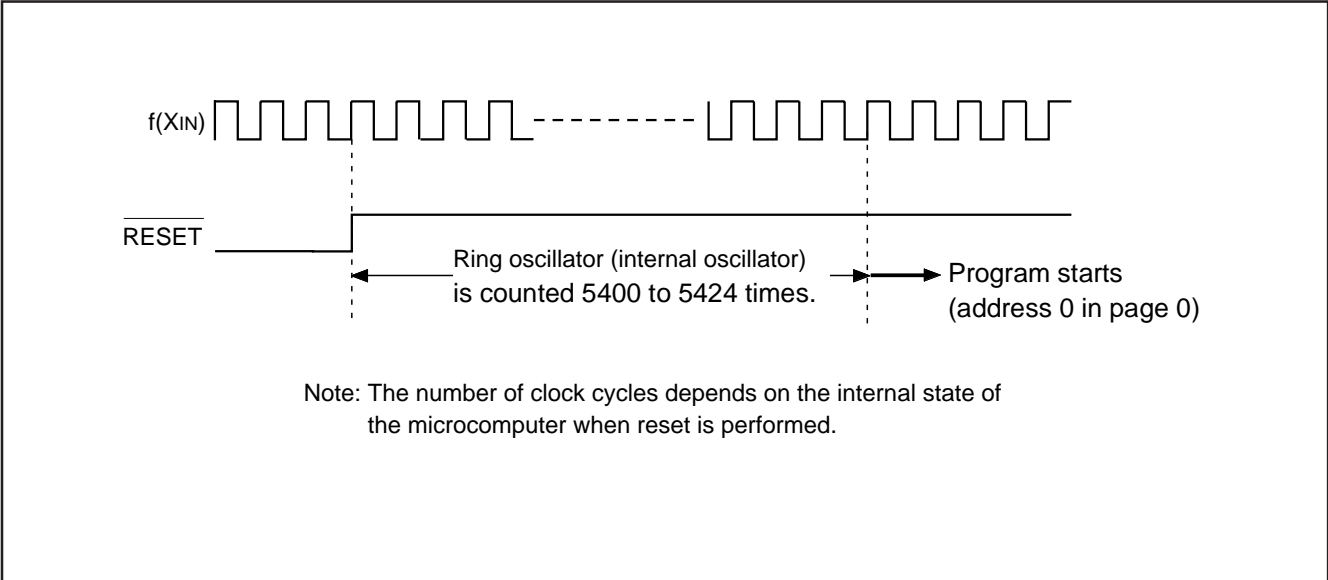 f(XIN)
RESET
Ring oscillator (internal oscillator)
is counted 5400 to 5424 times.
Program starts
(address 0 in page 0)
Note: The number of clock cycles depends on the internal state of
the microcomputer when reset is performed.